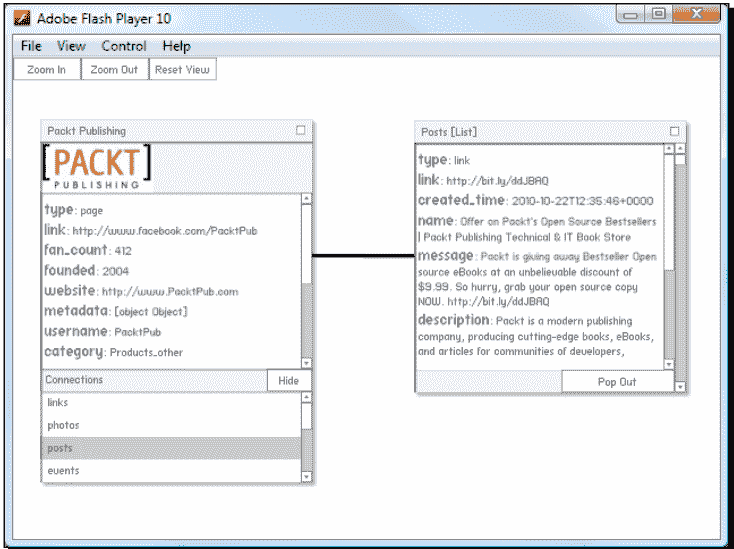 Adobe Flash Player 10
File View Control Help
Zoom In Zoom Out Reset View
Packt Publishing
[PACKT]
PUBLISHING
type: page
link: http://www.facebook.com/PacktPub
fan_count: 412
founded: 2004
website: http://www.PacktPub.com
metadata: [object Object]
username: PacktPub
category: Products_other
Connections Hide
links
photos
posts
events
Posts [List]
type: link
link: http://bit.ly/ddJBAQ
created_time: 2010-10-22T12:35:46+0000
name: Offer on Packt's Open Source Bestsellers
| Packt Publishing Technical & IT Book Store
message: Packt is giving away Bestseller Open
source eBooks at an unbelievable discount of
$9.99. So hurry, grab your open source copy
NOW. http://bit.ly/ddJBAQ
description: Packt is a modern publishing
company, producing cutting-edge books, eBooks,
and articles for communities of developers,
Pop Out